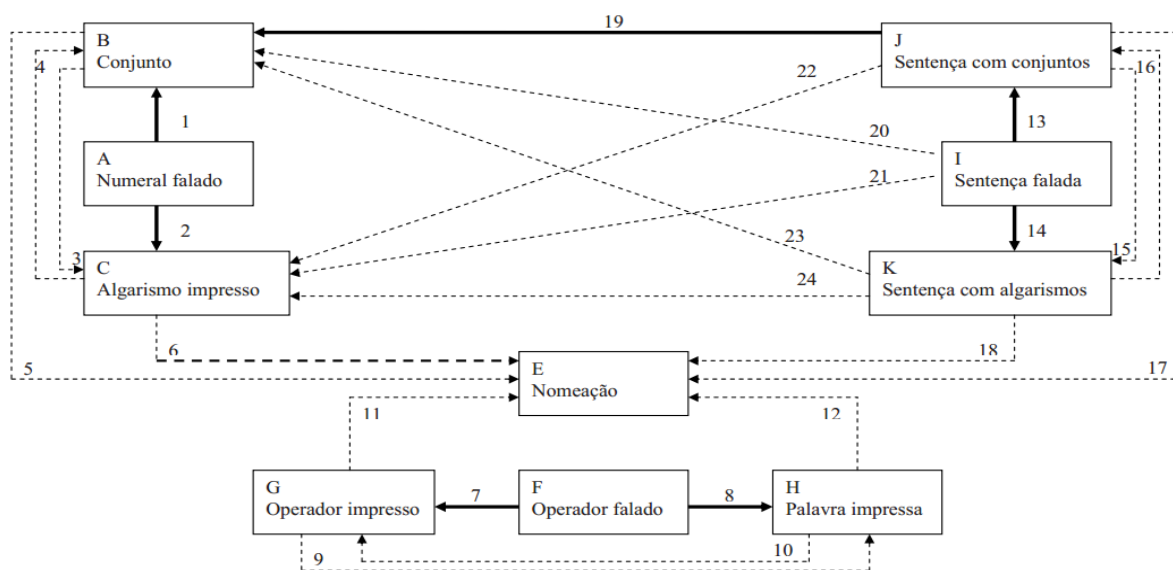 19
B
Conjunto
J
Sentença com conjuntos
4
22
16
1
20
13
A
Numeral falado
I
Sentença falada
21
2
14
3
C
Algarismo impresso
23
15
K
Sentença com algarismos
24
6
18
5
E
Nomeação
17
11
12
G
Operador impresso
7
F
Operador falado
8
H
Palavra impressa
9
10